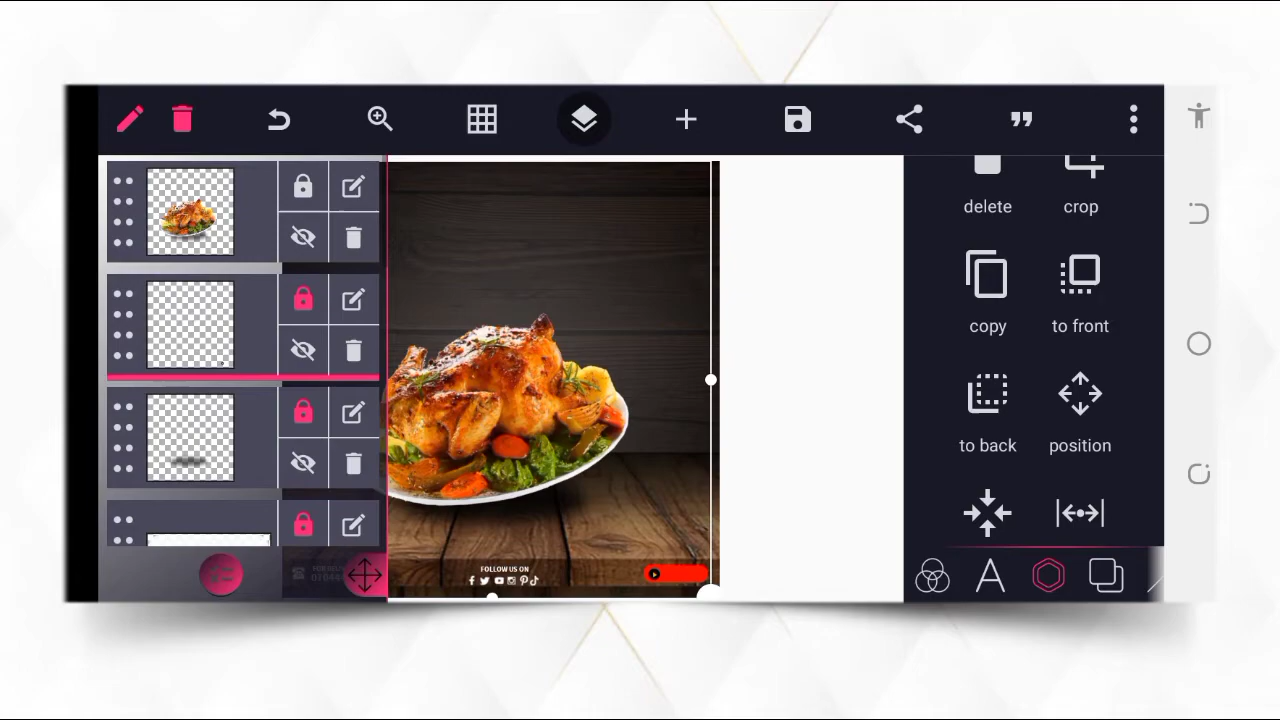 delete
crop
copy
to front
to back
position
FOLLOW US ON